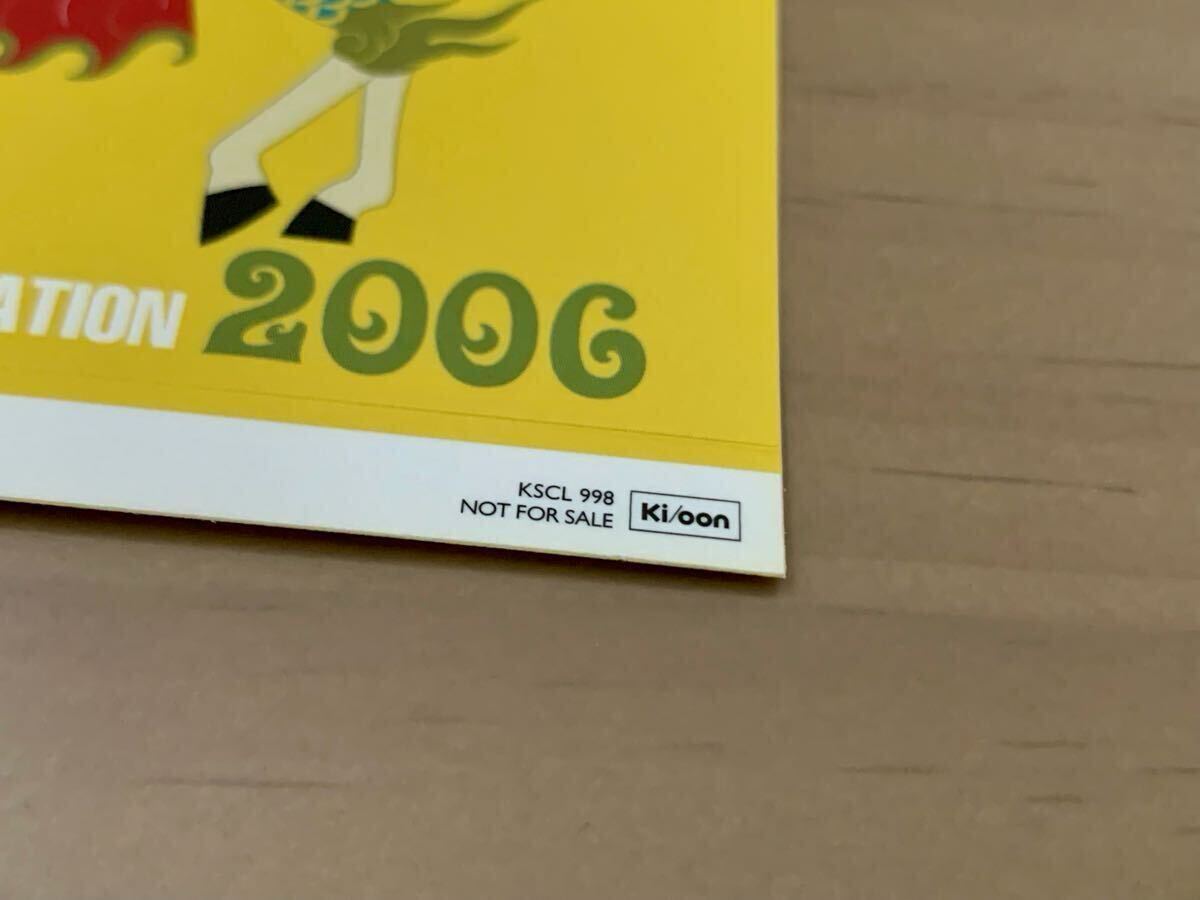 ATION 2006
KSCL 998
NOT FOR SALE
Ki/oon